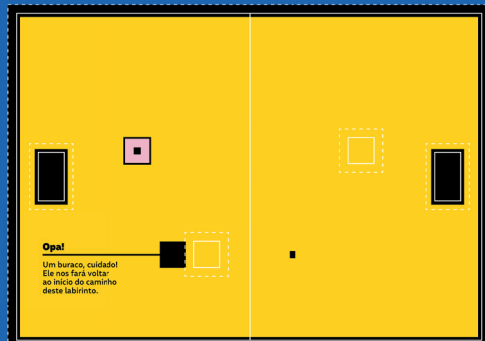 Opa!
Um buraco, cuidado!
Ele nos fará voltar
ao início do caminho
deste labirinto.